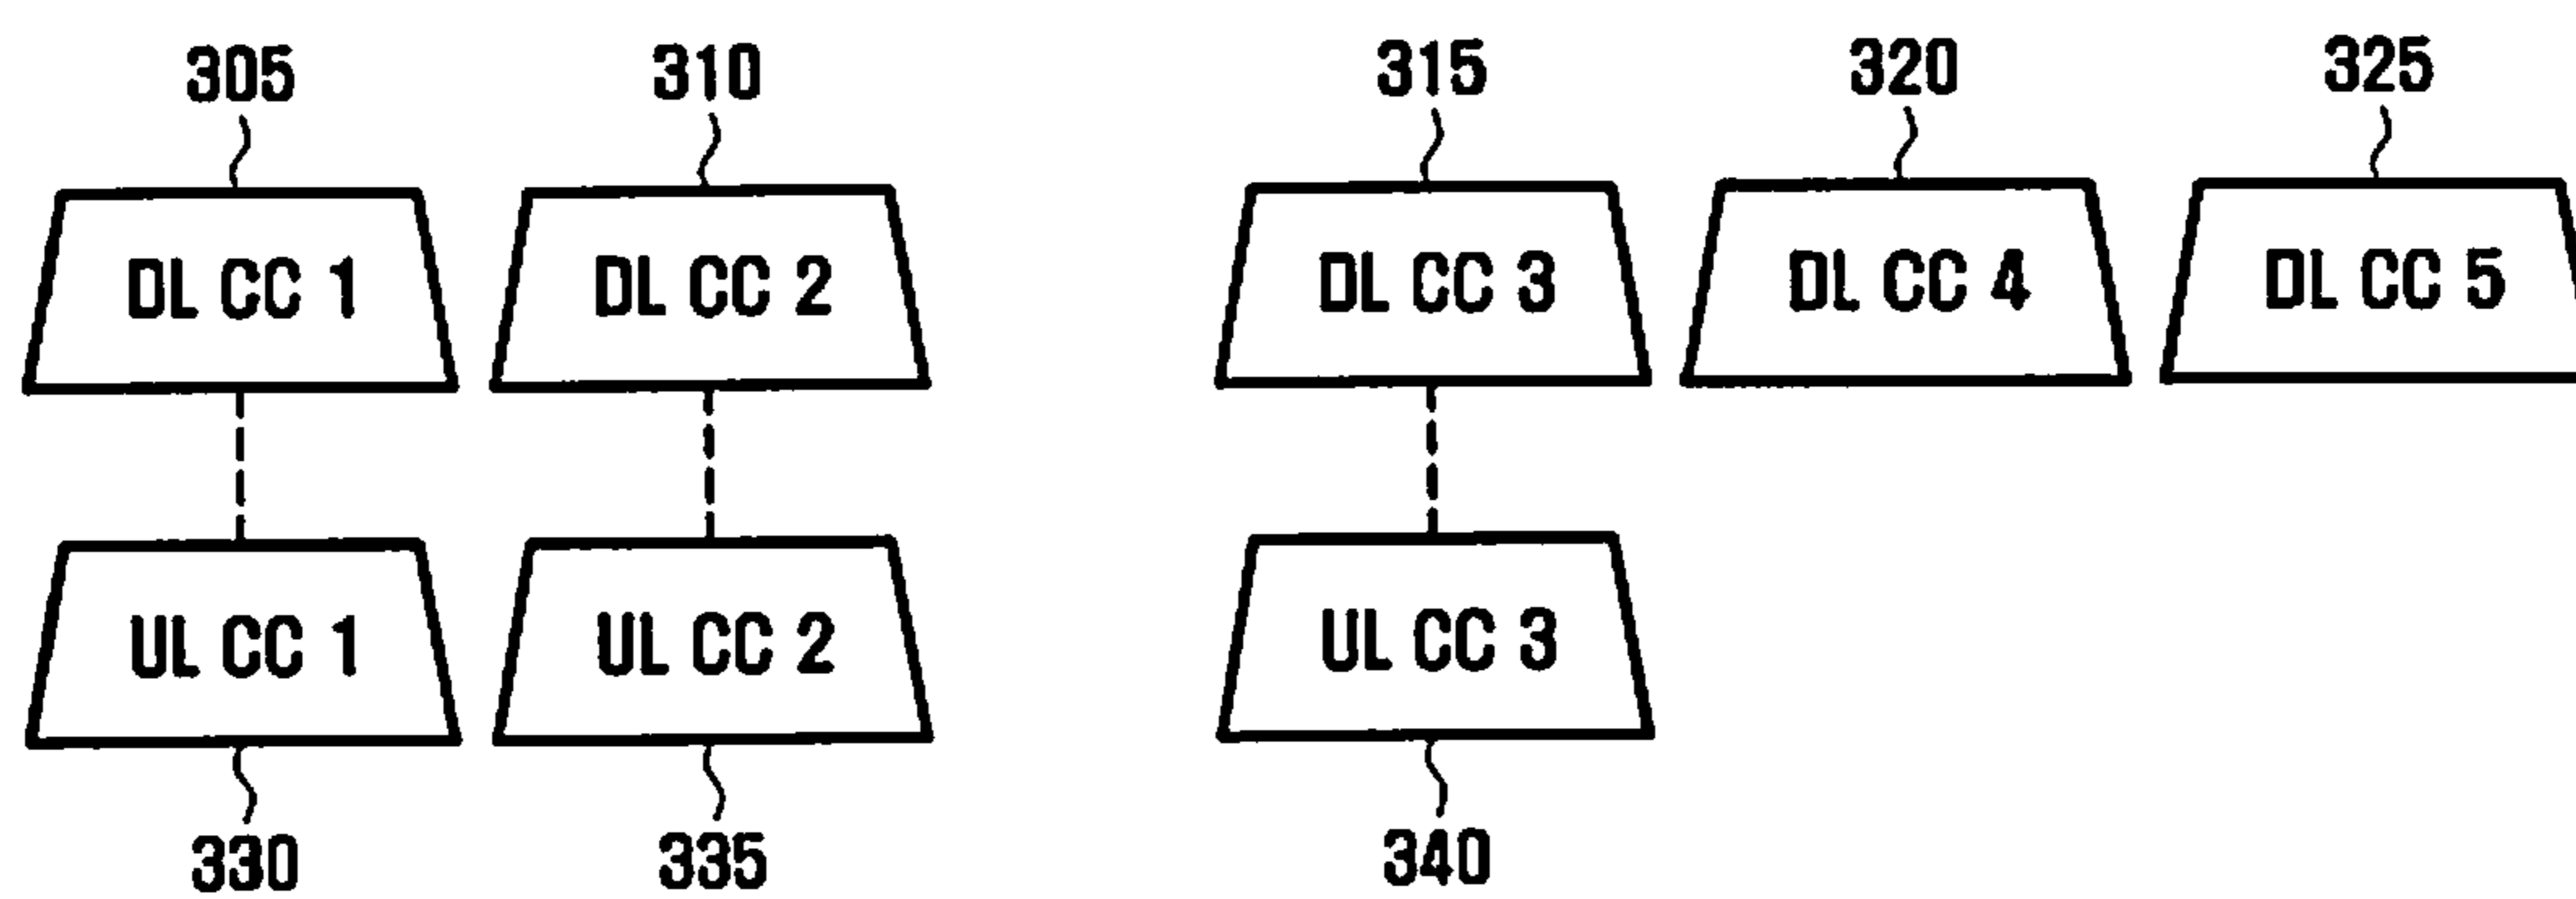 305 310 315 320 325
DL CC 1 DL CC 2 DL CC 3 DL CC 4 DL CC 5
UL CC 1 UL CC 2 UL CC 3
330 335 340